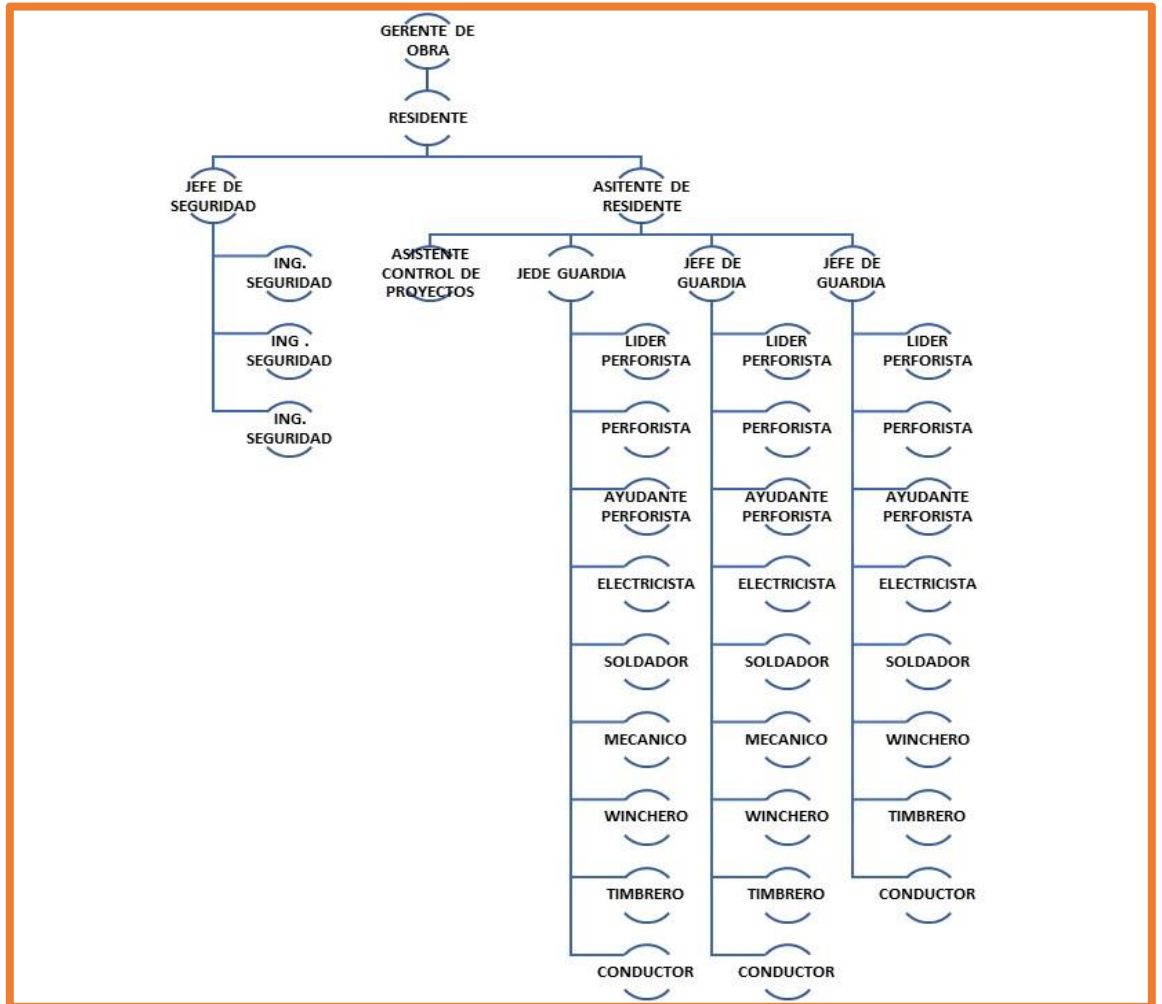 GERENTE DE
OBRA
RESIDENTE
JEFE DE
SEGURIDAD
ING.
SEGURIDAD
ING .
SEGURIDAD
ING.
SEGURIDAD
ASITENTE DE
RESIDENTE
ASISTENTE
CONTROL DE
PROYECTOS
JEDE GUARDIA
LIDER
PERFORISTA
PERFORISTA
AYUDANTE
PERFORISTA
ELECTRICISTA
SOLDADOR
MECANICO
WINCHERO
TIMBRERO
CONDUCTOR
JEFE DE
GUARDIA
LIDER
PERFORISTA
PERFORISTA
AYUDANTE
PERFORISTA
ELECTRICISTA
SOLDADOR
MECANICO
WINCHERO
TIMBRERO
CONDUCTOR
JEFE DE
GUARDIA
LIDER
PERFORISTA
PERFORISTA
AYUDANTE
PERFORISTA
ELECTRICISTA
SOLDADOR
WINCHERO
TIMBRERO
CONDUCTOR